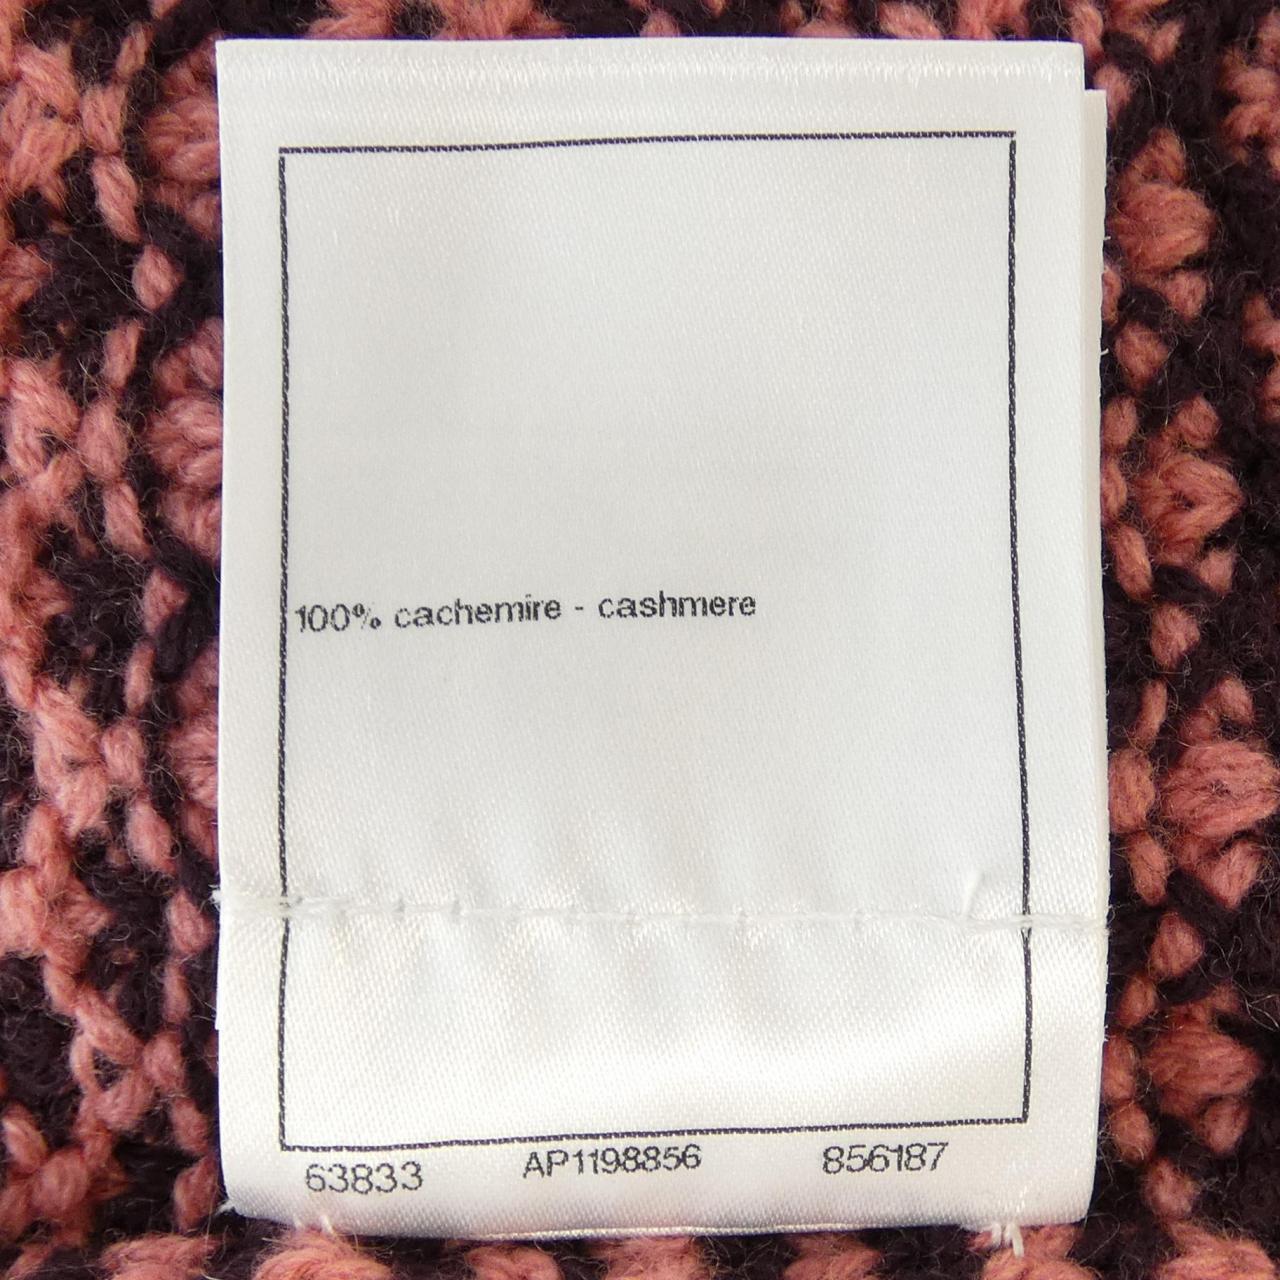 100% cachemire - cashmere
63833 AP1198856 856187